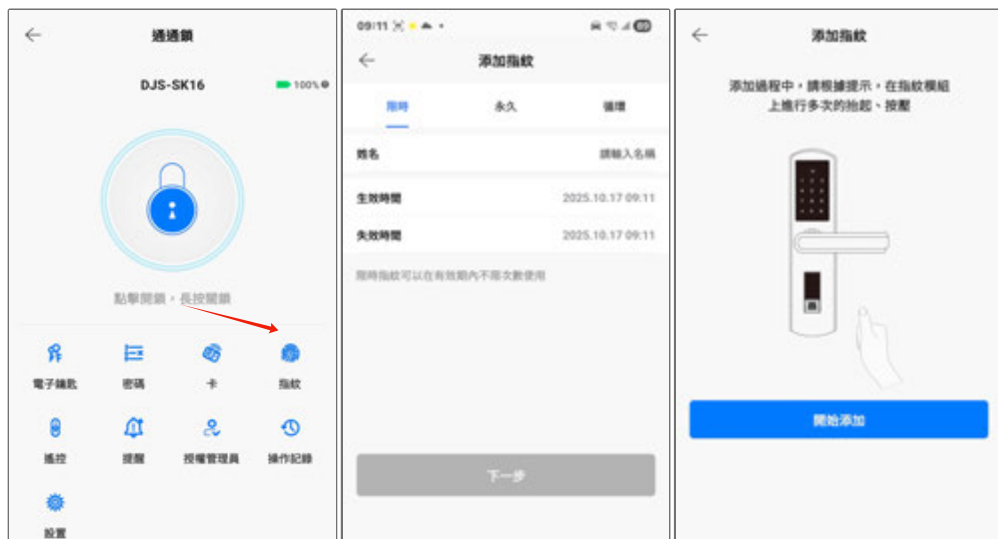 通通鎖
DJS-SK16
100%
點擊開鎖，長按關鎖
電子鑰匙
密碼
卡
指紋
遙控
提醒
授權管理員
操作記錄
設置
09:11
89
添加指紋
限時
永久
循環
姓名
請輸入名稱
生效時間
2025.10.17 09:11
失效時間
2025.10.17 09:11
限時指紋可以在有效期內不限次數使用
下一步
添加指紋
添加過程中，請根據提示，在指紋模組
上進行多次的抬起、按壓
開始添加